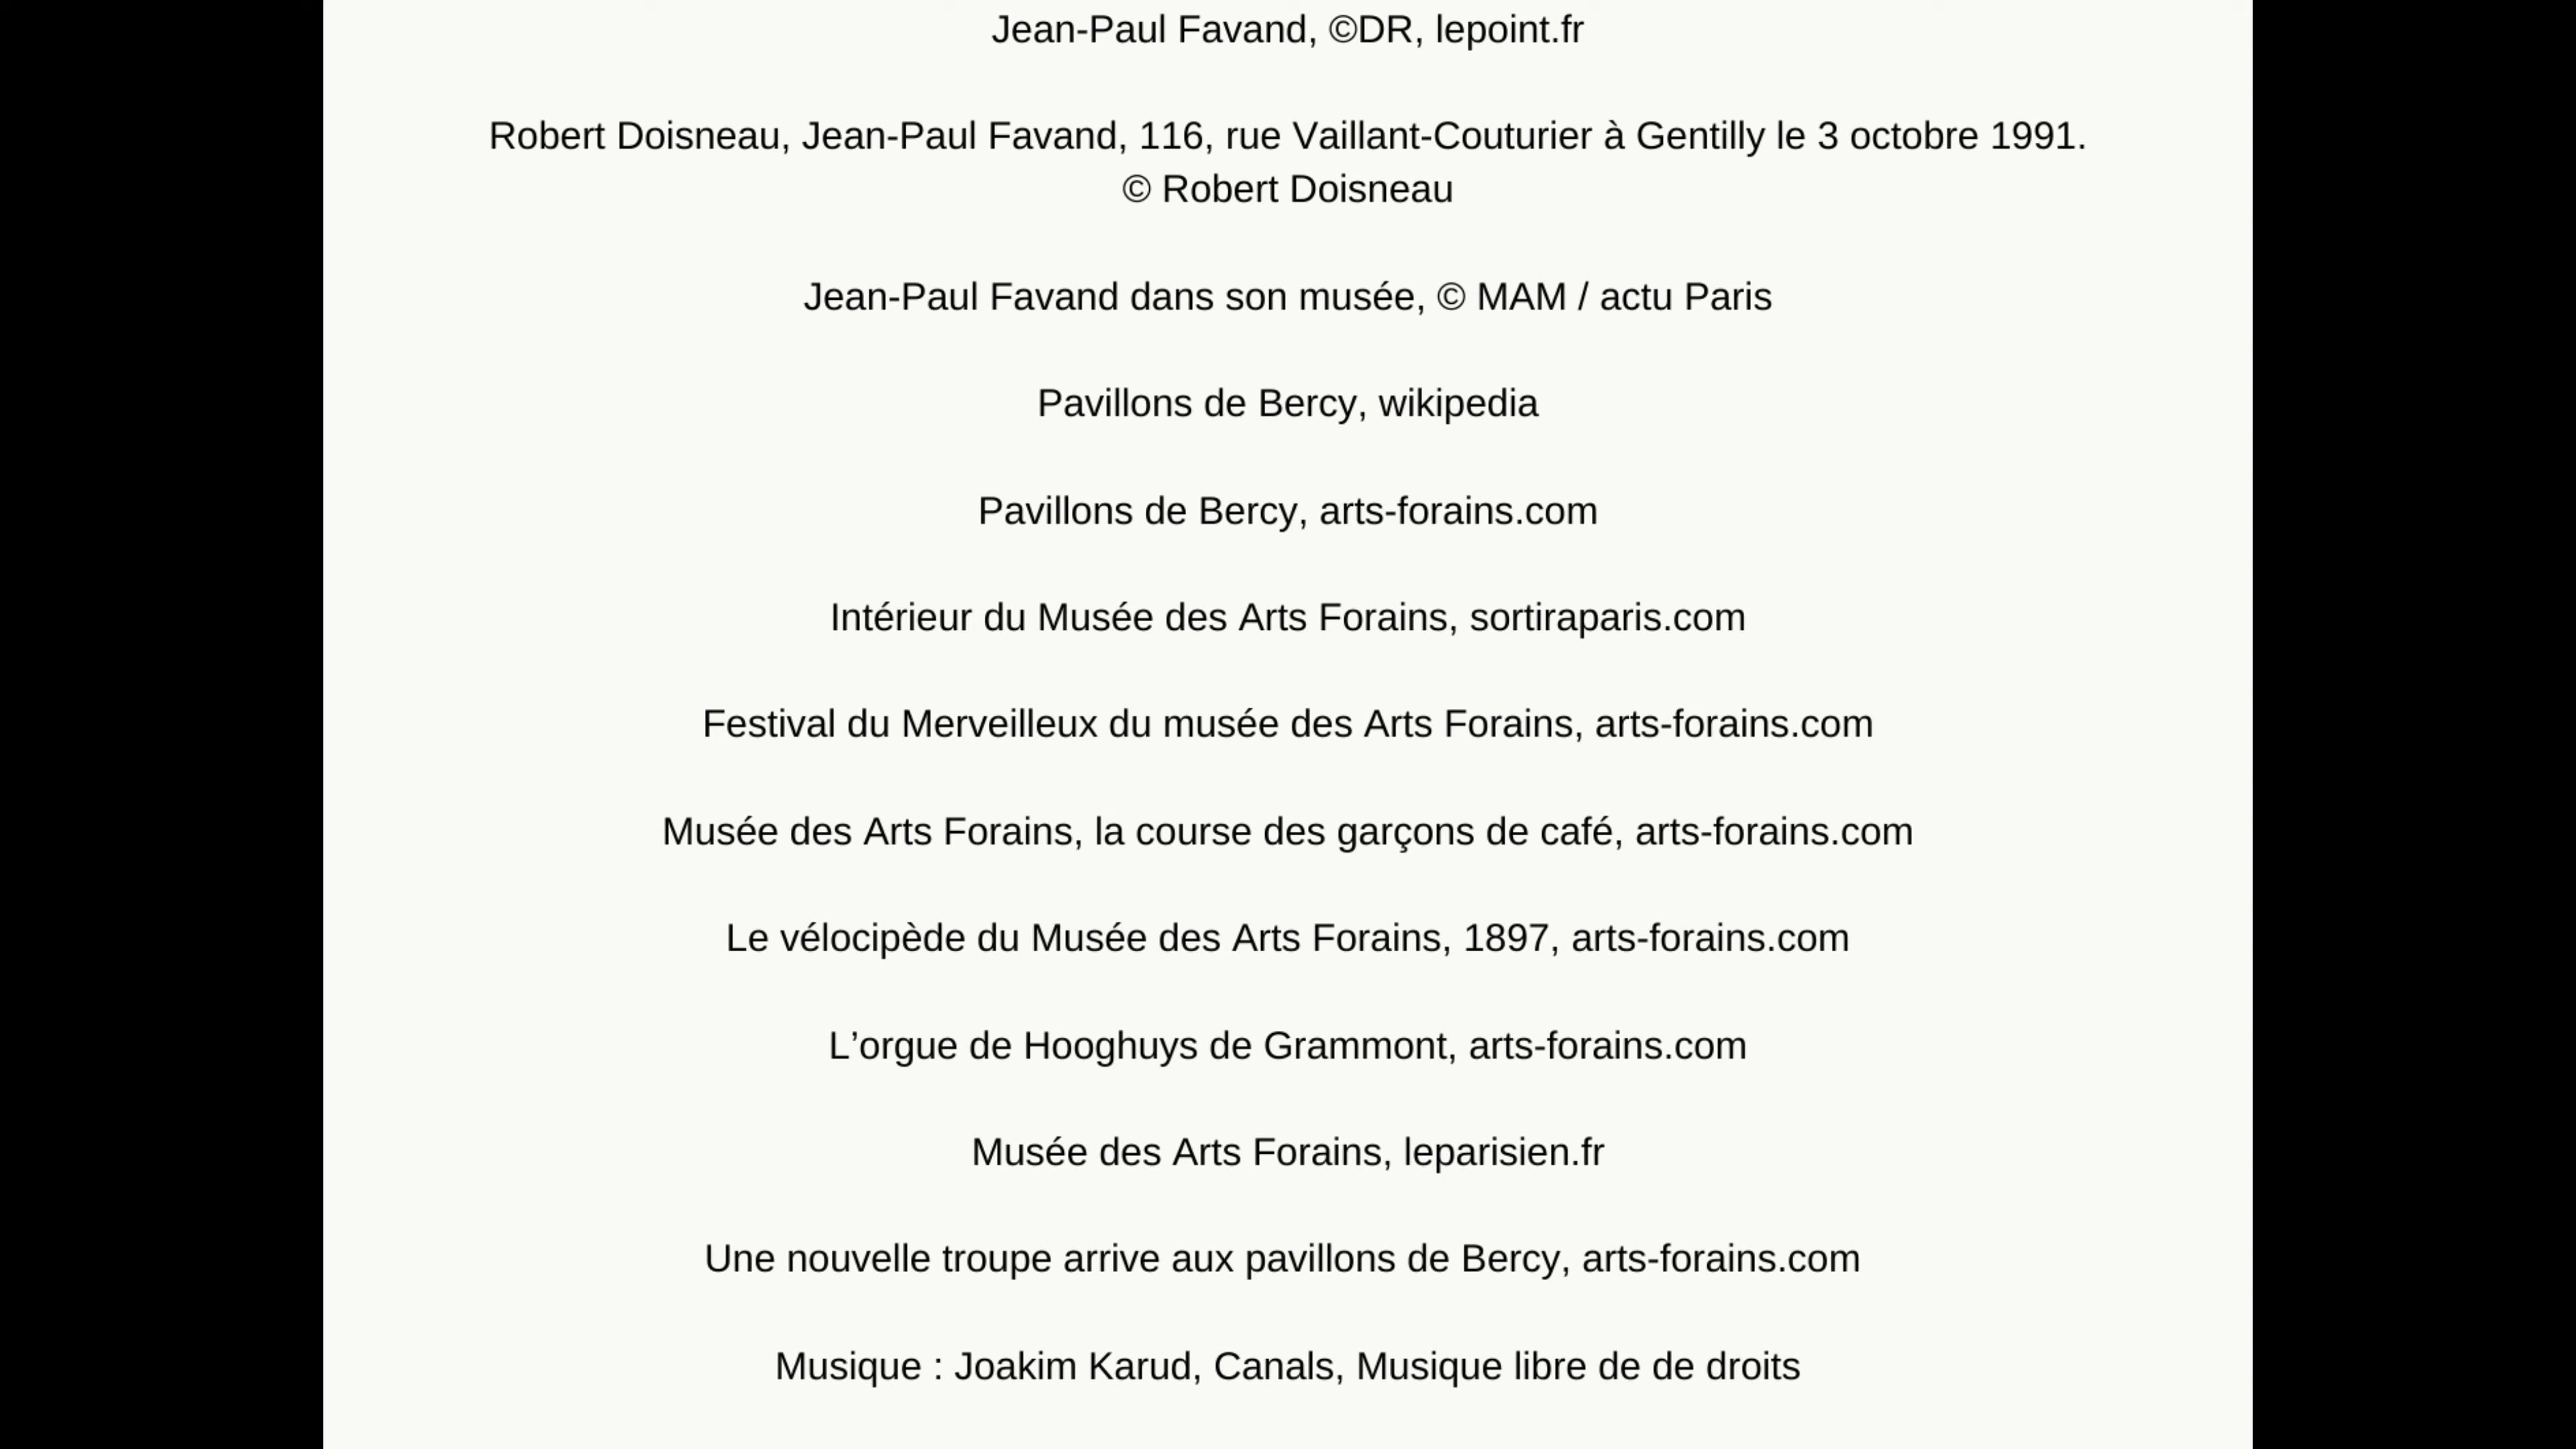 Jean-Paul Favand, ©DR, lepoint.fr
Robert Doisneau, Jean-Paul Favand, 116, rue Vaillant-Couturier à Gentilly le 3 octobre 1991.
© Robert Doisneau
Jean-Paul Favand dans son musée, © MAM / actu Paris
Pavillons de Bercy, wikipedia
Pavillons de Bercy, arts-forains.com
Intérieur du Musée des Arts Forains, sortiraparis.com
Festival du Merveilleux du musée des Arts Forains, arts-forains.com
Musée des Arts Forains, la course des garçons de café, arts-forains.com
Le vélocipède du Musée des Arts Forains, 1897, arts-forains.com
L’orgue de Hooghuys de Grammont, arts-forains.com
Musée des Arts Forains, leparisien.fr
Une nouvelle troupe arrive aux pavillons de Bercy, arts-forains.com
Musique : Joakim Karud, Canals, Musique libre de de droits